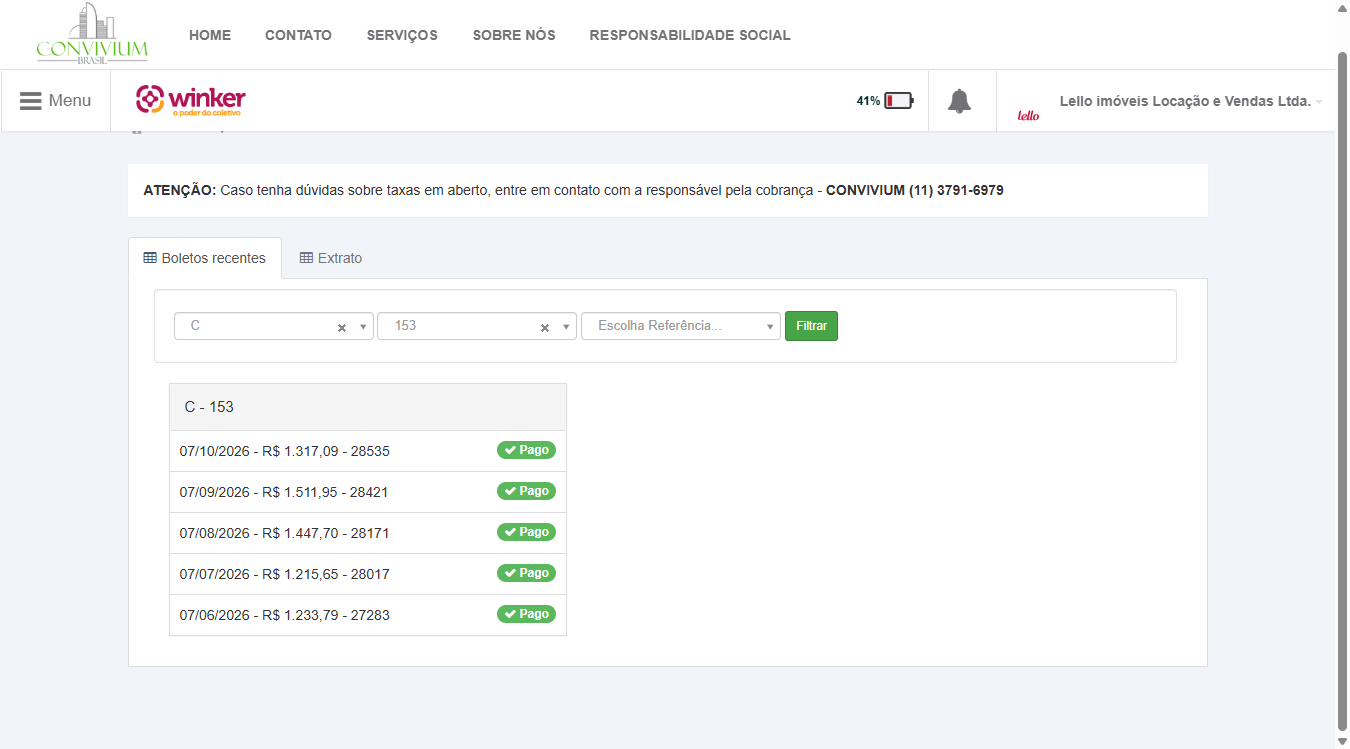 CONVIVIUM
BRASIL
HOME CONTATO SERVIÇOS SOBRE NÓS RESPONSABILIDADE SOCIAL
Menu
winker
o poder do coletivo
41%
lello
Lello imóveis Locação e Vendas Ltda.
ATENÇÃO: Caso tenha dúvidas sobre taxas em aberto, entre em contato com a responsável pela cobrança - CONVIVIUM (11) 3791-6979
Boletos recentes Extrato
C 153 Escolha Referência... Filtrar
C - 153
07/10/2026 - R$ 1.317,09 - 28535 Pago
07/09/2026 - R$ 1.511,95 - 28421 Pago
07/08/2026 - R$ 1.447,70 - 28171 Pago
07/07/2026 - R$ 1.215,65 - 28017 Pago
07/06/2026 - R$ 1.233,79 - 27283 Pago